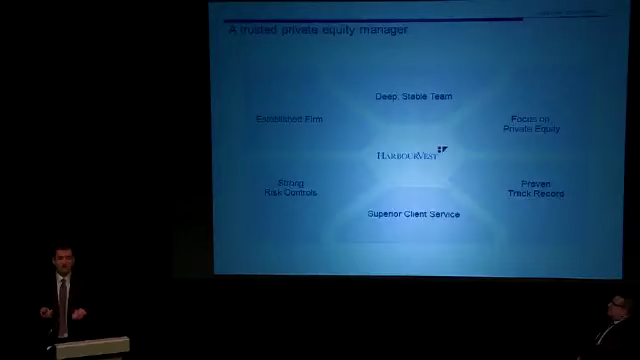 A trusted private equity manager
Deep, Stable Team
Established Firm
Focus on
Private Equity
HARBOURVEST
Strong
Risk Controls
Proven
Track Record
Superior Client Service